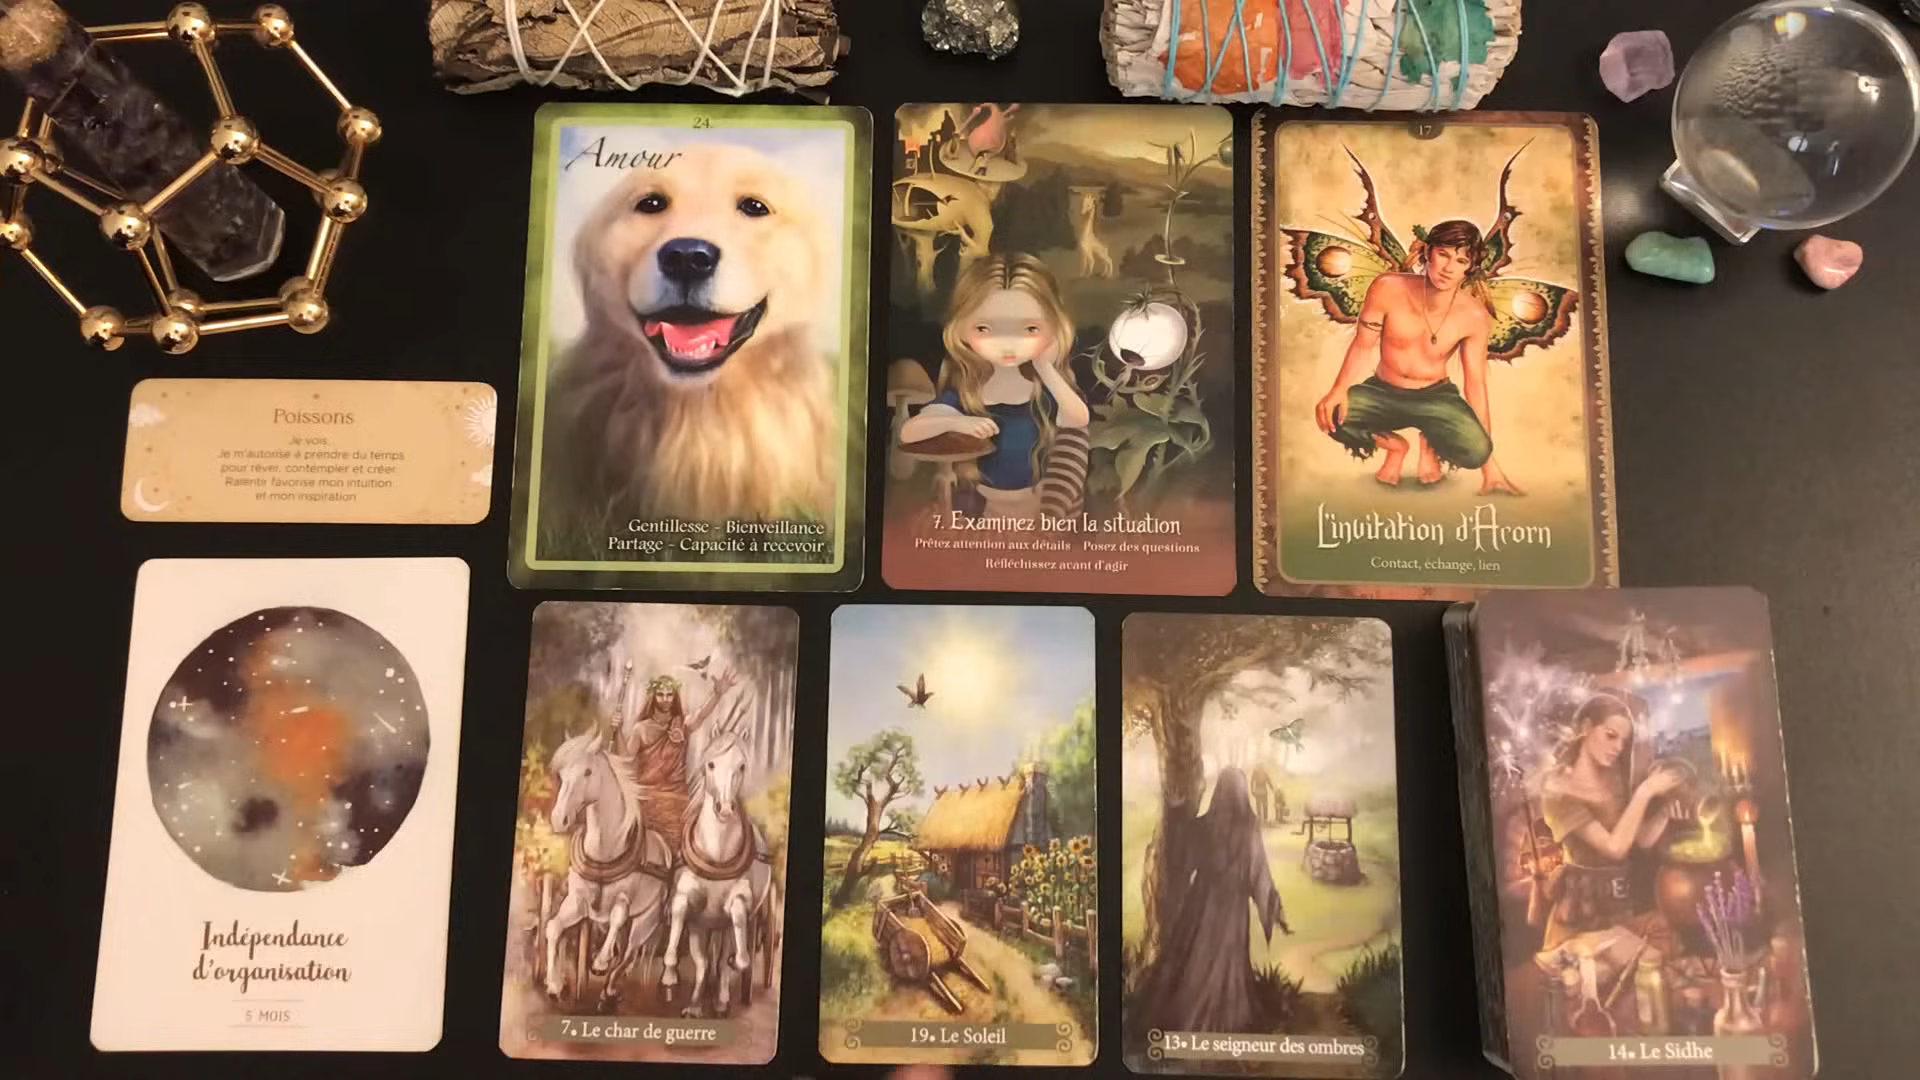 24.
Amour
Gentillesse - Bienveillance
Partage - Capacité à recevoir
7. Examinez bien la situation
Prêtez attention aux détails Posez des questions
Réfléchissez avant d'agir
17
L'invitation d'Acorn
Contact, échange, lien
Poissons
Je vois.
Je m'autorise à prendre du temps
pour rêver, contempler et créer.
Ralentir favorise mon intuition
et mon inspiration
Indépendance
d'organisation
5 MOIS
7. Le char de guerre
19. Le Soleil
13. Le seigneur des ombres
14. Le Sidhe